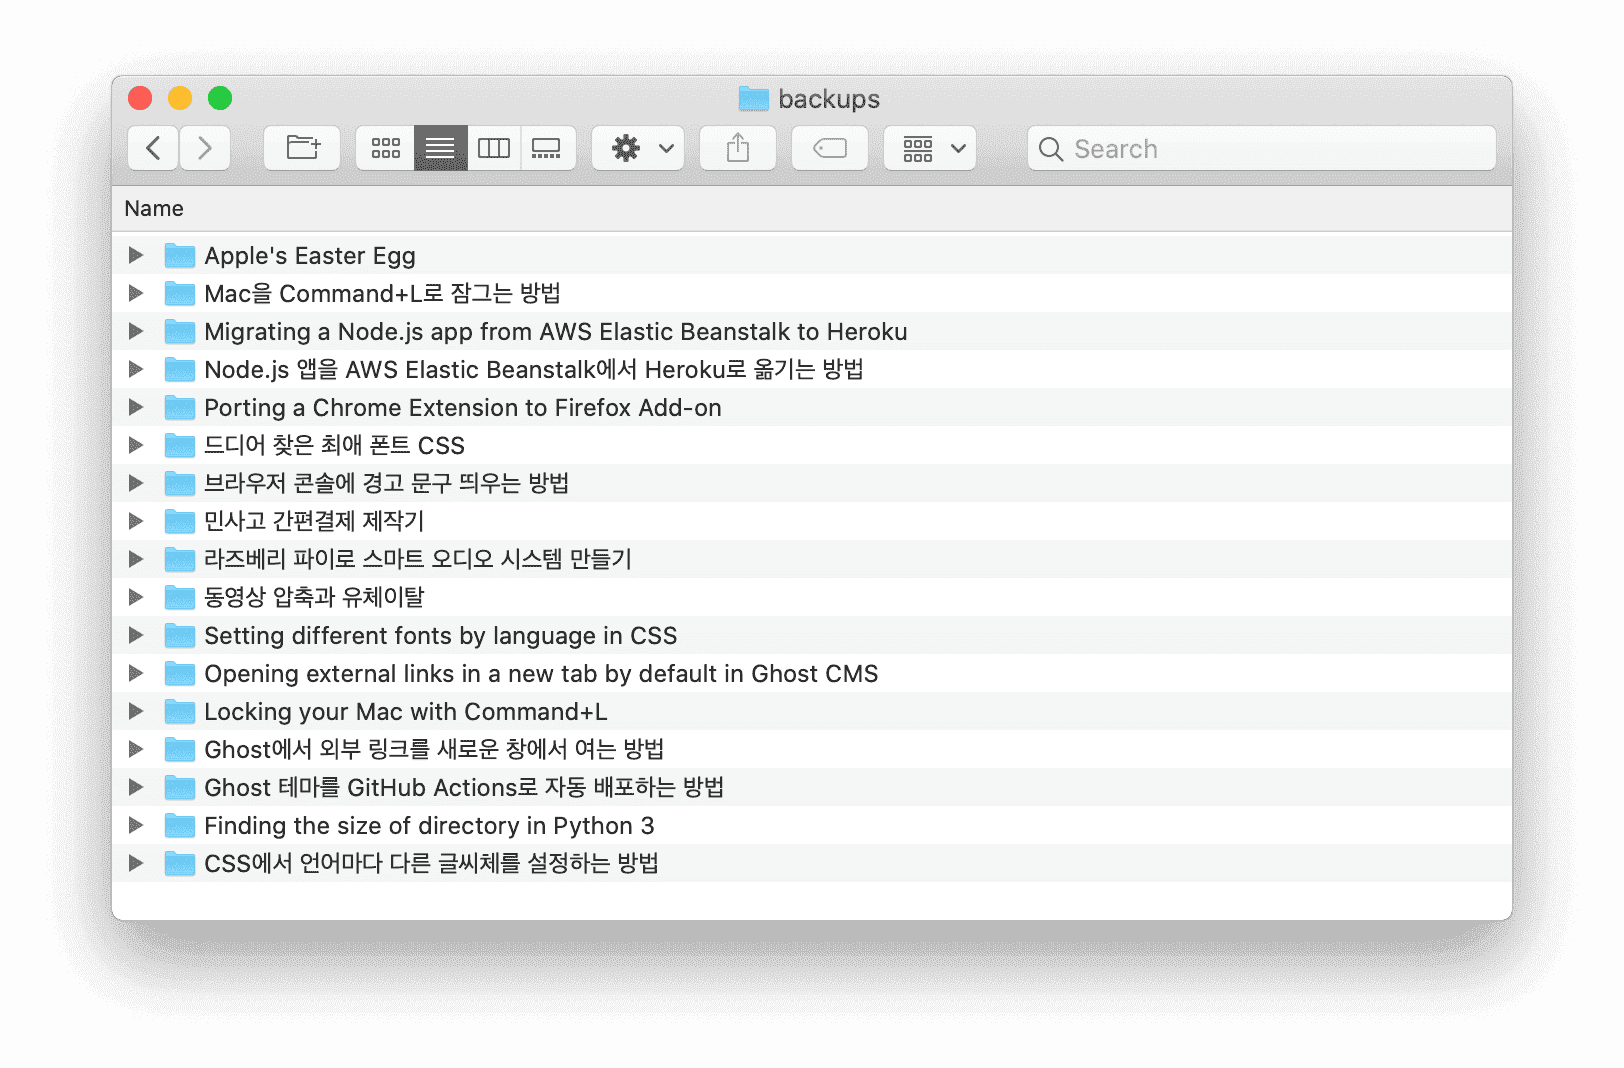 backups
Search
Name
Apple's Easter Egg
Mac을 Command+L로 잠그는 방법
Migrating a Node.js app from AWS Elastic Beanstalk to Heroku
Node.js 앱을 AWS Elastic Beanstalk에서 Heroku로 옮기는 방법
Porting a Chrome Extension to Firefox Add-on
드디어 찾은 최애 폰트 CSS
브라우저 콘솔에 경고 문구 띄우는 방법
민사고 간편결제 제작기
라즈베리 파이로 스마트 오디오 시스템 만들기
동영상 압축과 유체이탈
Setting different fonts by language in CSS
Opening external links in a new tab by default in Ghost CMS
Locking your Mac with Command+L
Ghost에서 외부 링크를 새로운 창에서 여는 방법
Ghost 테마를 GitHub Actions로 자동 배포하는 방법
Finding the size of directory in Python 3
CSS에서 언어마다 다른 글씨체를 설정하는 방법